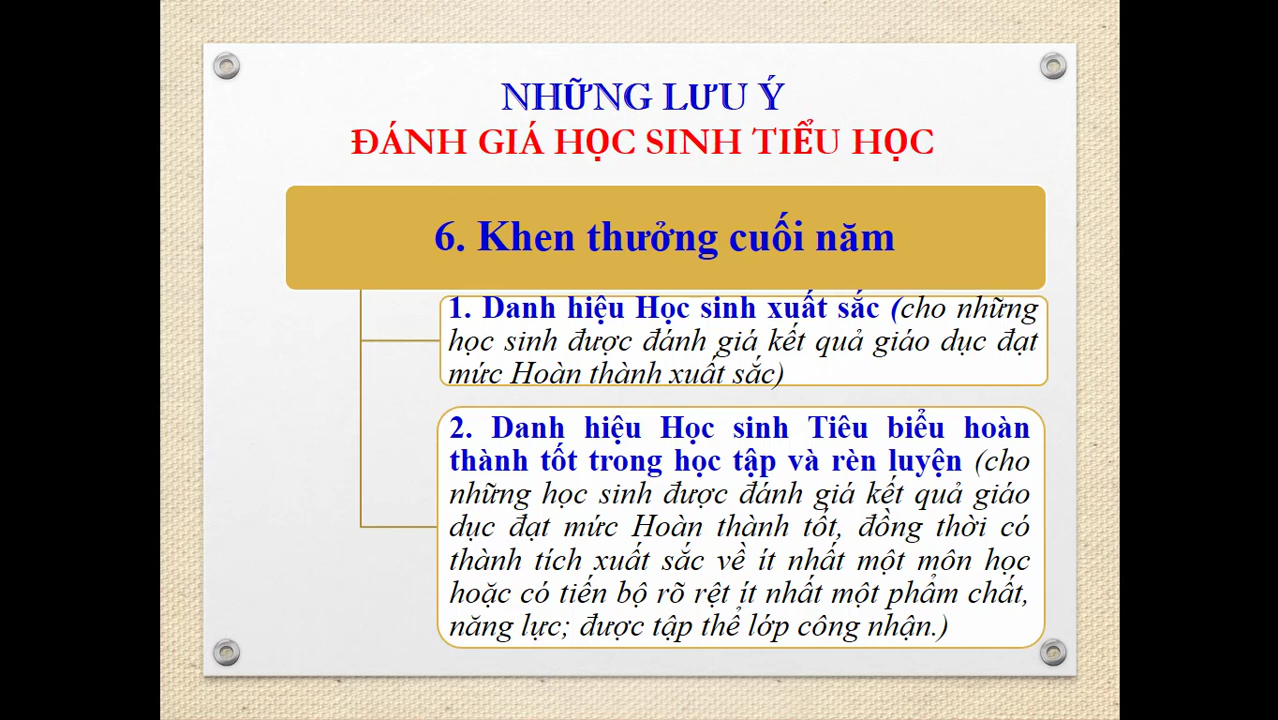 NHỮNG LƯU Ý
ĐÁNH GIÁ HỌC SINH TIỂU HỌC
6. Khen thưởng cuối năm
1. Danh hiệu Học sinh xuất sắc (cho những
học sinh được đánh giá kết quả giáo dục đạt
mức Hoàn thành xuất sắc)
2. Danh hiệu Học sinh Tiêu biểu hoàn
thành tốt trong học tập và rèn luyện (cho
những học sinh được đánh giá kết quả giáo
dục đạt mức Hoàn thành tốt, đồng thời có
thành tích xuất sắc về ít nhất một môn học
hoặc có tiến bộ rõ rệt ít nhất một phẩm chất,
năng lực; được tập thể lớp công nhận.)